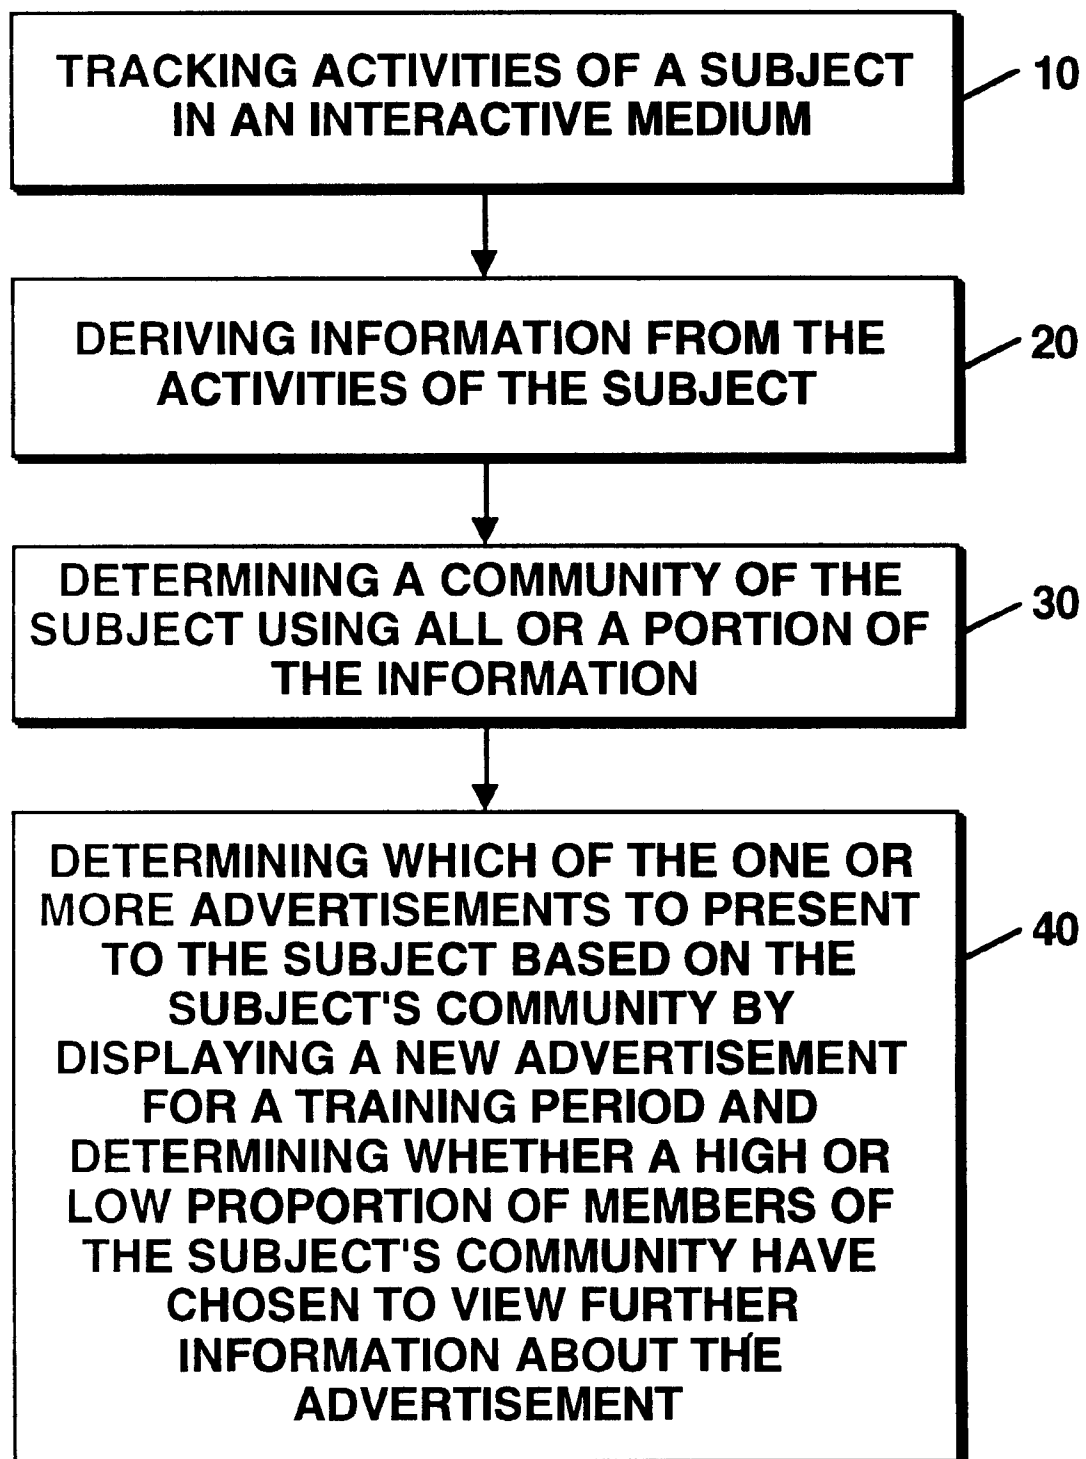 TRACKING ACTIVITIES OF A SUBJECT
IN AN INTERACTIVE MEDIUM
10
DERIVING INFORMATION FROM THE
ACTIVITIES OF THE SUBJECT
20
DETERMINING A COMMUNITY OF THE
SUBJECT USING ALL OR A PORTION OF
THE INFORMATION
30
DETERMINING WHICH OF THE ONE OR
MORE ADVERTISEMENTS TO PRESENT
TO THE SUBJECT BASED ON THE
SUBJECT'S COMMUNITY BY
DISPLAYING A NEW ADVERTISEMENT
FOR A TRAINING PERIOD AND
DETERMINING WHETHER A HIGH OR
LOW PROPORTION OF MEMBERS OF
THE SUBJECT'S COMMUNITY HAVE
CHOSEN TO VIEW FURTHER
INFORMATION ABOUT THE
ADVERTISEMENT
40